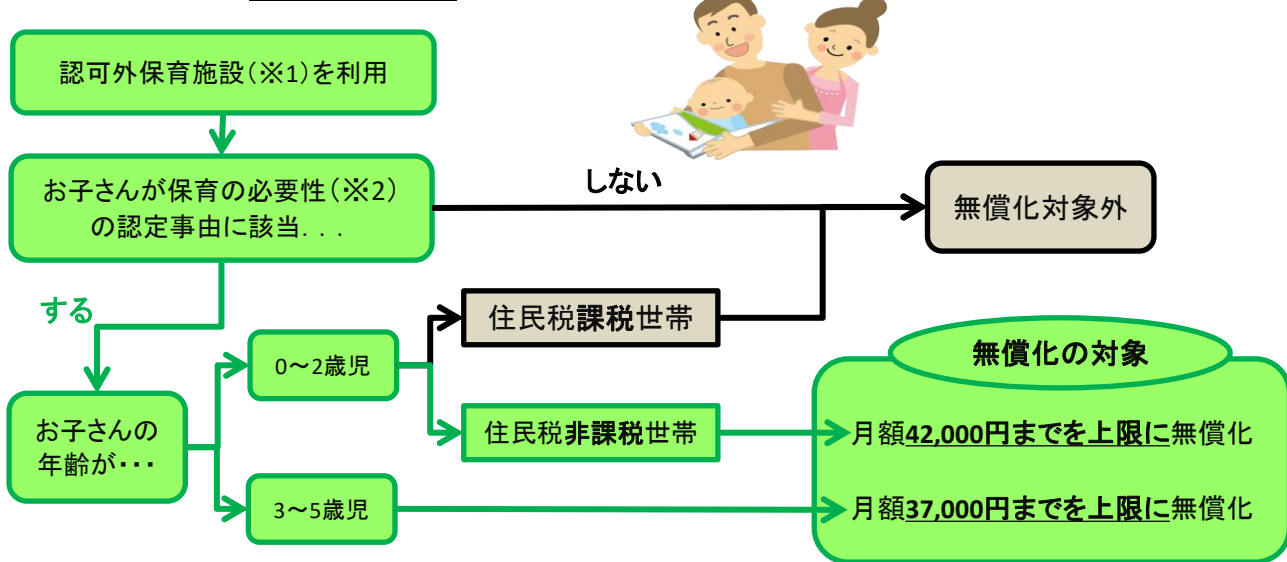 認可外保育施設(※1)を利用
お子さんが保育の必要性(※2)
の認定事由に該当. . .
しない
無償化対象外
する
お子さんの
年齢が・・・
0～2歳児
住民税課税世帯
住民税非課税世帯
3～5歳児
無償化の対象
月額42,000円までを上限に無償化
月額37,000円までを上限に無償化